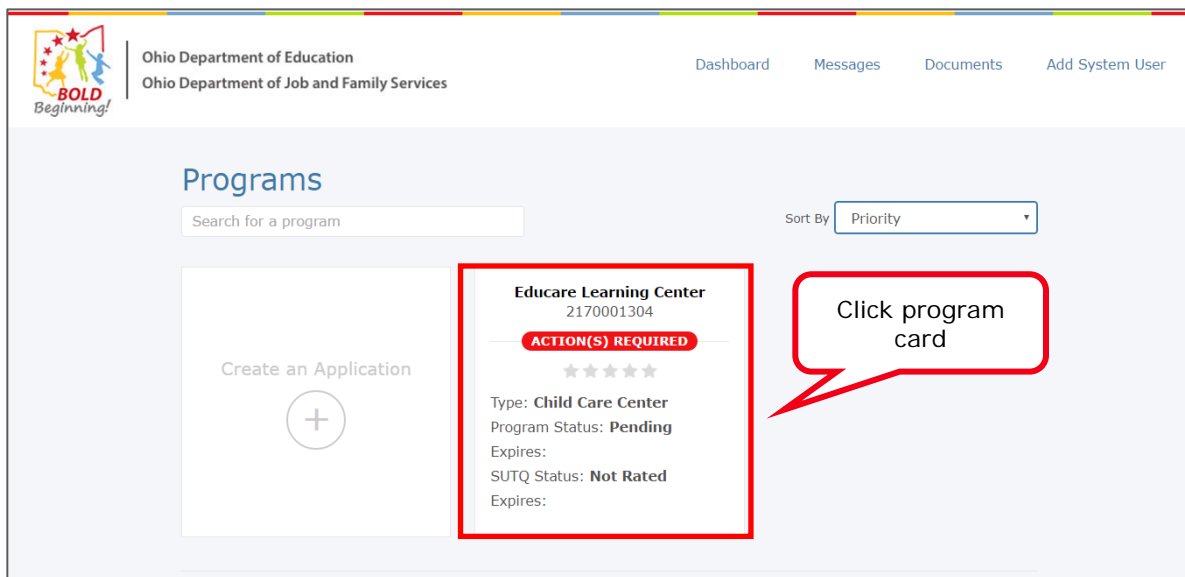 BOLD
Beginning!
Ohio Department of Education
Ohio Department of Job and Family Services
Dashboard Messages Documents Add System User
Programs
Search for a program
Sort By Priority
Create an Application
Educare Learning Center
2170001304
ACTION(S) REQUIRED
Type: Child Care Center
Program Status: Pending
Expires:
SUTQ Status: Not Rated
Expires:
Click program
card